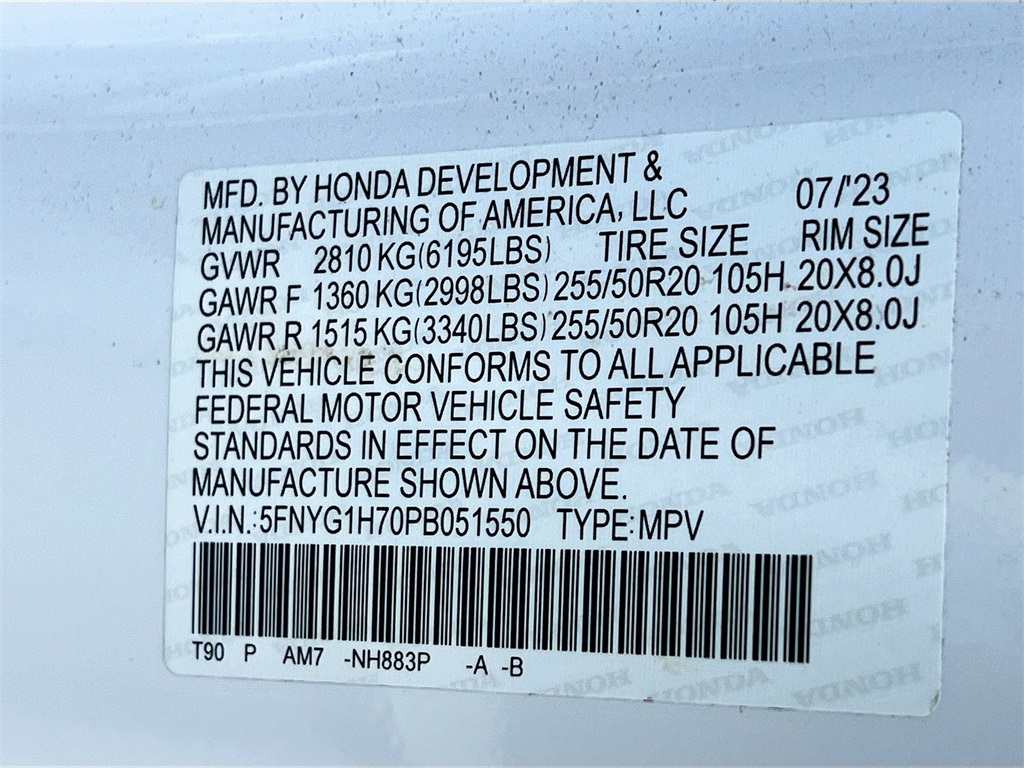 MFD. BY HONDA DEVELOPMENT &
MANUFACTURING OF AMERICA, LLC 07/'23
GVWR 2810 KG(6195LBS) TIRE SIZE RIM SIZE
GAWR F 1360 KG(2998LBS) 255/50R20 105H 20X8.0J
GAWR R 1515 KG(3340LBS) 255/50R20 105H 20X8.0J
THIS VEHICLE CONFORMS TO ALL APPLICABLE
FEDERAL MOTOR VEHICLE SAFETY
STANDARDS IN EFFECT ON THE DATE OF
MANUFACTURE SHOWN ABOVE.
V.I.N.:5FNYG1H70PB051550 TYPE:MPV
T90 P AM7 -NH883P -A -B